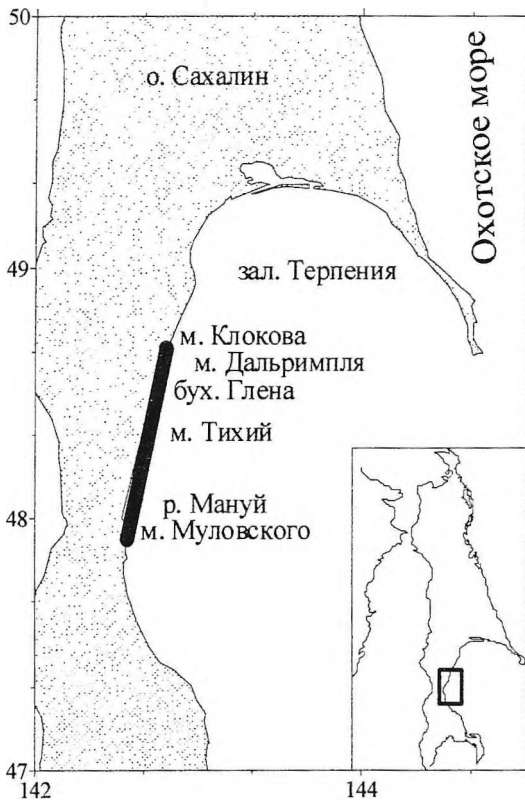 50
о. Сахалин
Охотское море
49
зал. Терпения
м. Клокова
м. Дальримпля
бух. Глена
м. Тихий
р. Мануй
м. Муловского
48
47
142
144